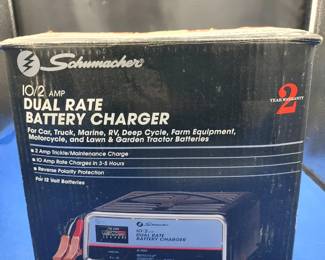 Schumacher
10/2 AMP
DUAL RATE
BATTERY CHARGER
2
YEAR WARRANTY
For Car, Truck, Marine, RV, Deep Cycle, Farm Equipment,
Motorcycle, and Lawn & Garden Tractor Batteries
2 Amp Trickle/Maintenance Charge
10 Amp Rate Charges in 3-5 Hours
Reverse Polarity Protection
For 12 Volt Batteries
10/2
DUAL RATE
BATTERY CHARGER